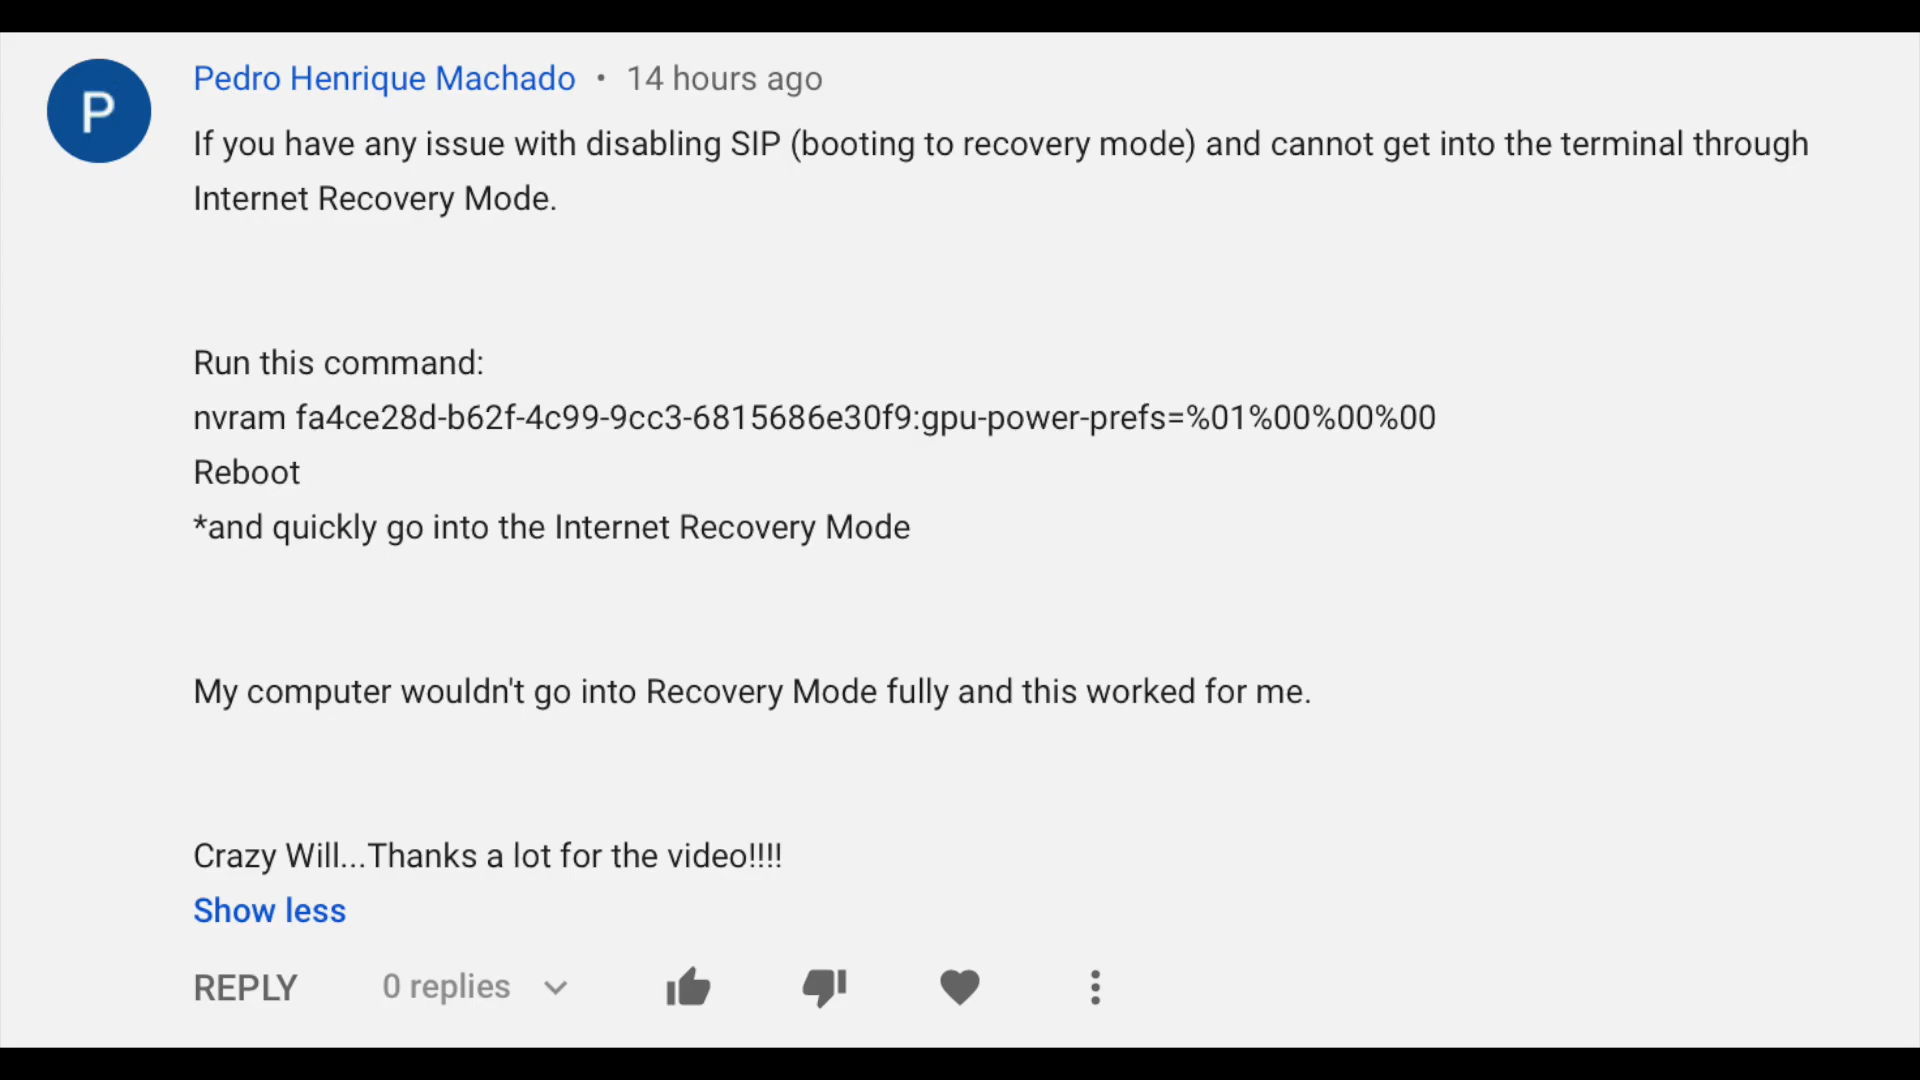 P
Pedro Henrique Machado • 14 hours ago
If you have any issue with disabling SIP (booting to recovery mode) and cannot get into the terminal through
Internet Recovery Mode.
Run this command:
nvram fa4ce28d-b62f-4c99-9cc3-6815686e30f9:gpu-power-prefs=%01%00%00%00
Reboot
*and quickly go into the Internet Recovery Mode
My computer wouldn't go into Recovery Mode fully and this worked for me.
Crazy Will...Thanks a lot for the video!!!!
Show less
REPLY 0 replies